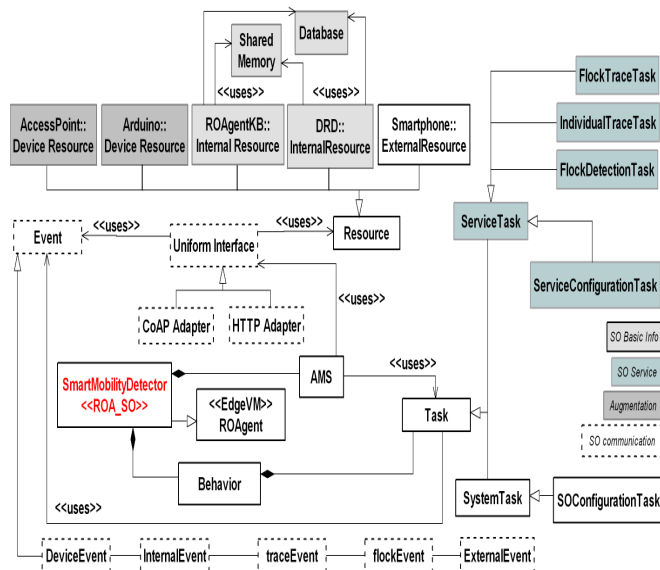 Database
Shared
Memory
<<uses>>
<<uses>>
FlockTraceTask
AccessPoint::
Device Resource
Arduino::
Device Resource
ROAgentKB::
Internal Resource
DRD::
InternalResource
Smartphone::
ExternalResource
IndividualTraceTask
FlockDetectionTask
Event
<<uses>>
Uniform Interface
<<uses>>
Resource
ServiceTask
ServiceConfigurationTask
CoAP Adapter
HTTP Adapter
<<uses>>
SO Basic Info
SmartMobilityDetector
<<ROA_SO>>
AMS
<<uses>>
SO Service
<<EdgeVM>>
ROAgent
Task
Augmentation
SO communication
Behavior
SystemTask
SOConfigurationTask
<<uses>>
DeviceEvent
InternalEvent
traceEvent
flockEvent
ExternalEvent